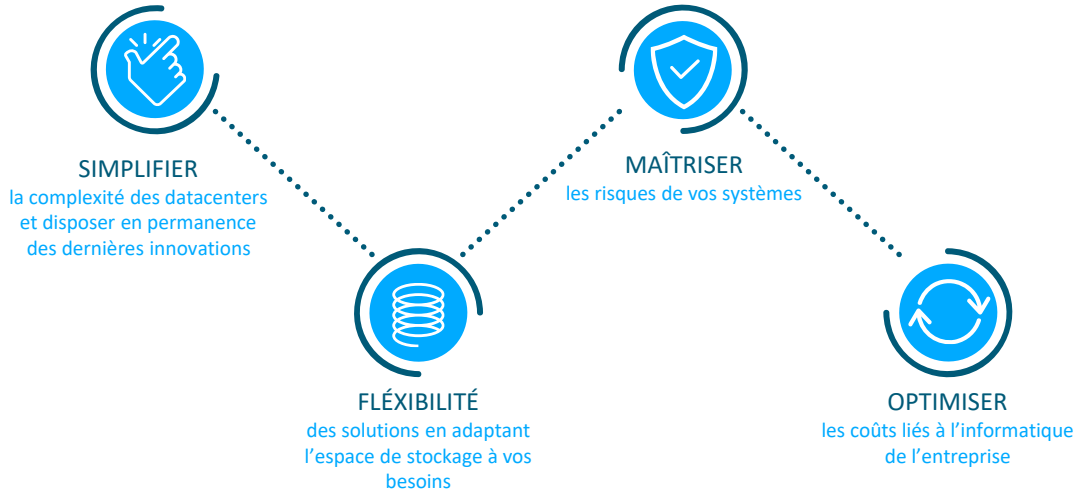 SIMPLIFIER
la complexité des datacenters
et disposer en permanence
des dernières innovations
FLÉXIBILITÉ
des solutions en adaptant
l’espace de stockage à vos
besoins
MAÎTRISER
les risques de vos systèmes
OPTIMISER
les coûts liés à l’informatique
de l’entreprise